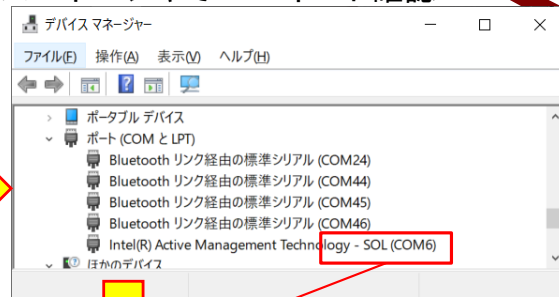 デバイス マネージャー
ファイル(F) 操作(A) 表示(V) ヘルプ(H)
ポータブル デバイス
ポート (COM と LPT)
Bluetooth リンク経由の標準シリアル (COM24)
Bluetooth リンク経由の標準シリアル (COM44)
Bluetooth リンク経由の標準シリアル (COM45)
Bluetooth リンク経由の標準シリアル (COM46)
Intel(R) Active Management Technology - SOL (COM6)
ほかのデバイス